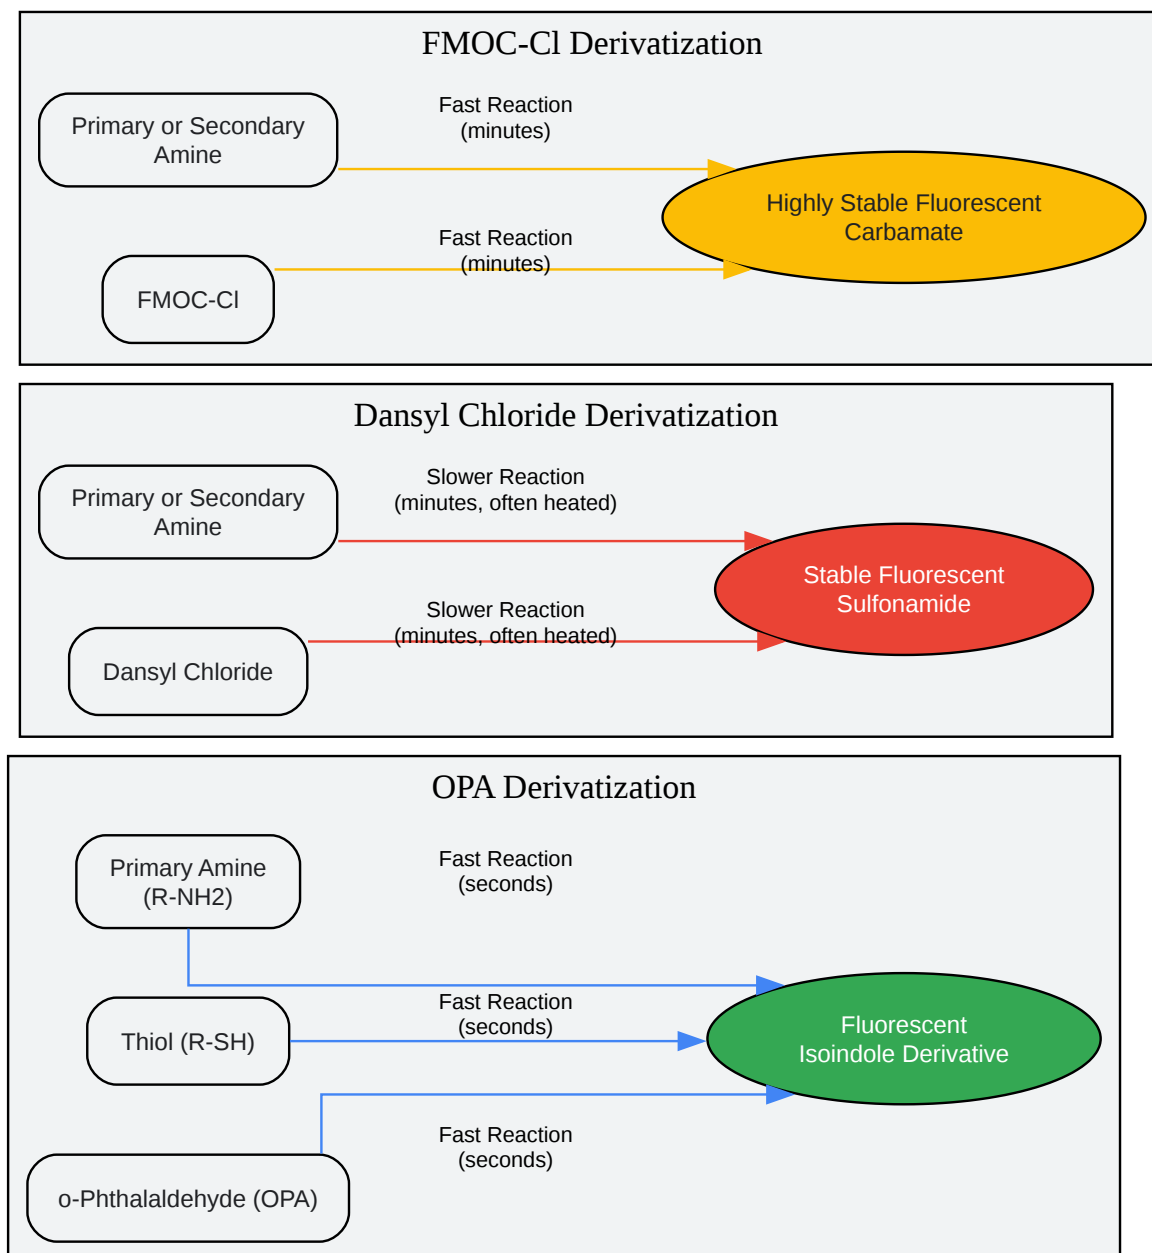 FMOC-Cl Derivatization
Primary or Secondary
Amine
Fast Reaction
(minutes)
Highly Stable Fluorescent
Carbamate
Fast Reaction
(minutes)
FMOC-Cl
Dansyl Chloride Derivatization
Primary or Secondary
Amine
Slower Reaction
(minutes, often heated)
Stable Fluorescent
Sulfonamide
Slower Reaction
(minutes, often heated)
Dansyl Chloride
OPA Derivatization
Primary Amine
(R-NH2)
Fast Reaction
(seconds)
Thiol (R-SH)
Fast Reaction
(seconds)
Fluorescent
Isoindole Derivative
Fast Reaction
(seconds)
o-Phthalaldehyde (OPA)